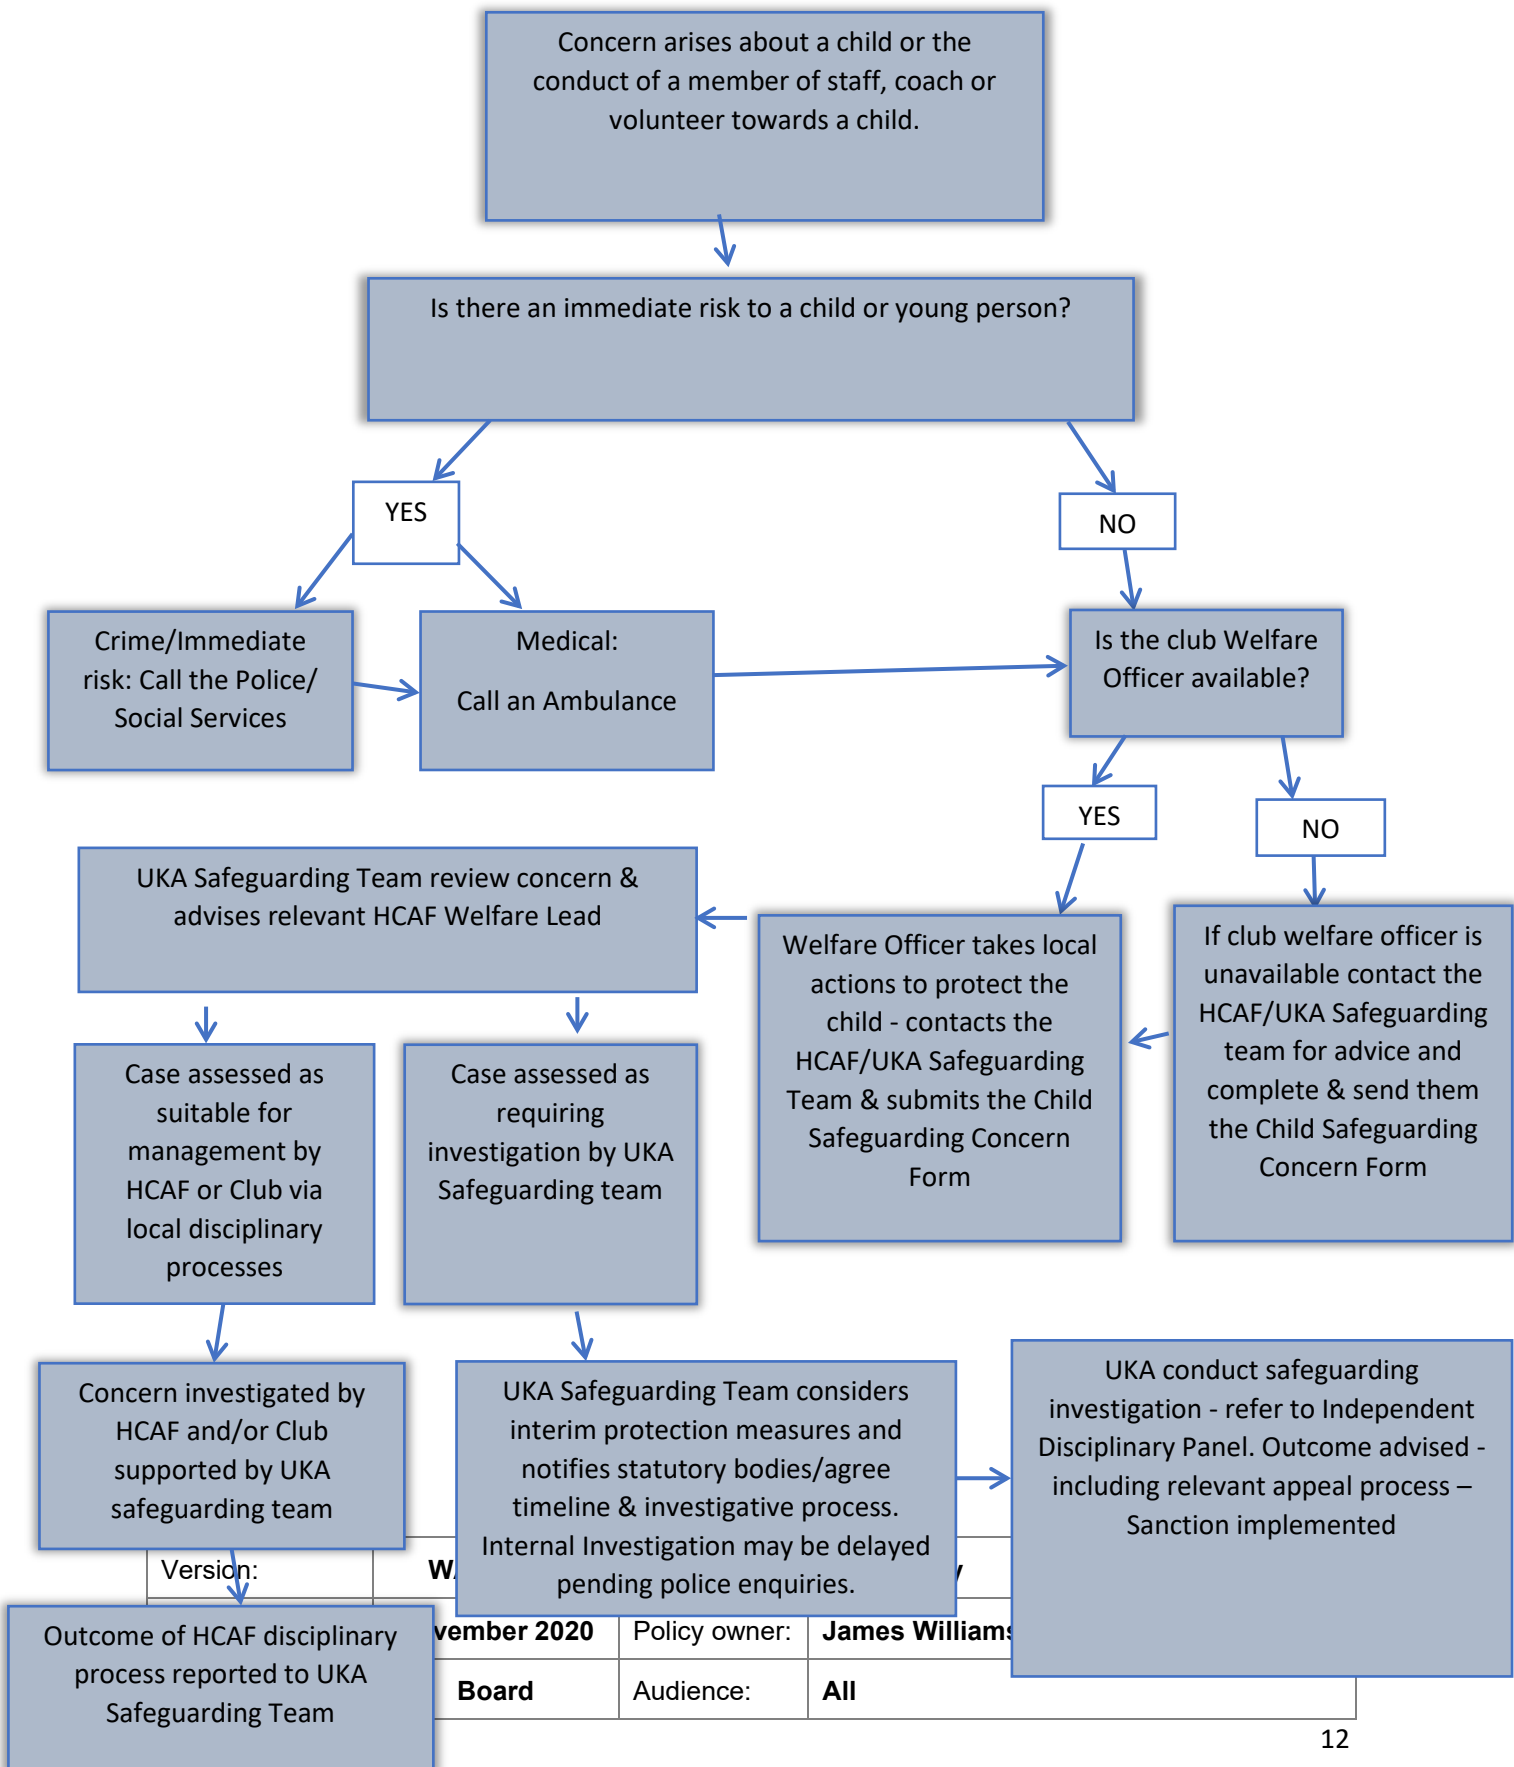 Concern arises about a child or the
conduct of a member of staff, coach or
volunteer towards a child.
Is there an immediate risk to a child or young person?
YES
NO
Crime/Immediate
risk: Call the Police/
Social Services
Medical:
Call an Ambulance
Is the club Welfare
Officer available?
YES
NO
UKA Safeguarding Team review concern &
advises relevant HCAF Welfare Lead
Welfare Officer takes local
actions to protect the
child - contacts the
HCAF/UKA Safeguarding
Team & submits the Child
Safeguarding Concern
Form
If club welfare officer is
unavailable contact the
HCAF/UKA Safeguarding
team for advice and
complete & send them
the Child Safeguarding
Concern Form
Case assessed as
suitable for
management by
HCAF or Club via
local disciplinary
processes
Case assessed as
requiring
investigation by UKA
Safeguarding team
Concern investigated by
HCAF and/or Club
supported by UKA
safeguarding team
UKA Safeguarding Team considers
interim protection measures and
notifies statutory bodies/agree
timeline & investigative process.
Internal Investigation may be delayed
pending police enquiries.
UKA conduct safeguarding
investigation - refer to Independent
Disciplinary Panel. Outcome advised -
including relevant appeal process –
Sanction implemented
Outcome of HCAF disciplinary
process reported to UKA
Safeguarding Team
Version:
2020 Policy owner: James Williams
Board Audience: All
12